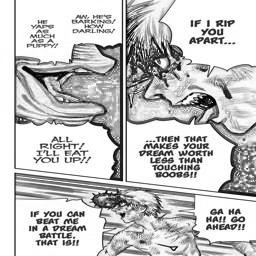 HE
YAPS
AS
MUCH
AS A
PUPPY!
AW, HE'S
BARKING!
HOW
DARLING!
ALL
RIGHT!
I'LL EAT
YOU UP!!
IF I RIP
YOU
APART...
...THEN THAT
MAKES YOUR
DREAM WORTH
LESS THAN
TOUCHING
BOOBS!!
IF YOU CAN
BEAT ME
IN A DREAM
BATTLE,
THAT IS!!
GA HA
HA!! GO
AHEAD!!